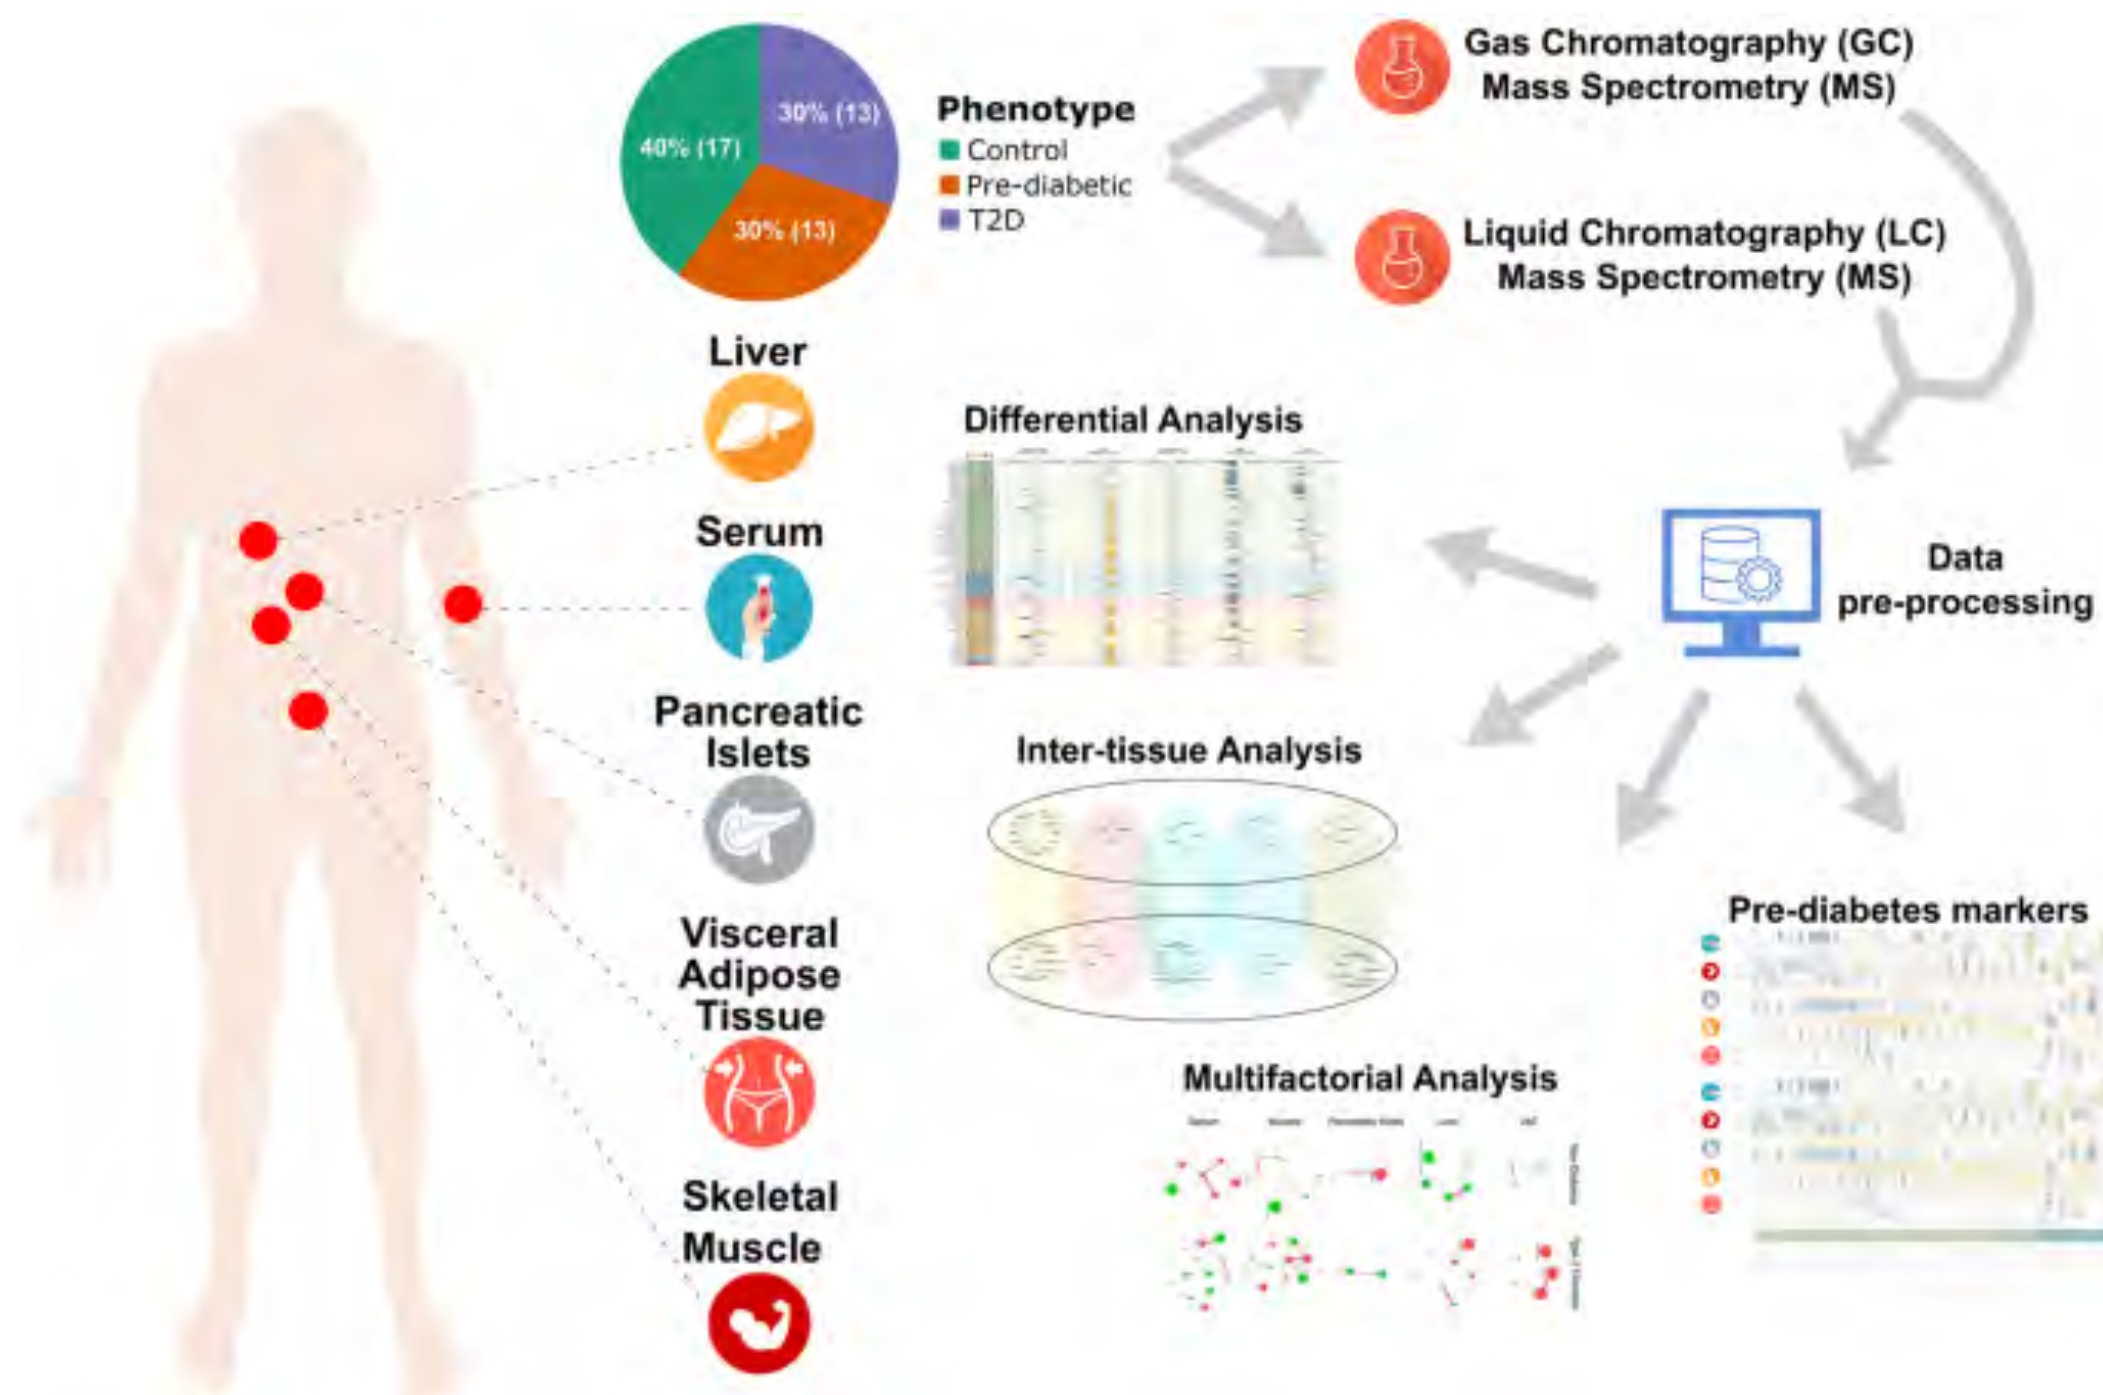 30% (13)
40% (17)
30% (13)
Phenotype
Control
Pre-diabetic
T2D
Gas Chromatography (GC)
Mass Spectrometry (MS)
Liquid Chromatography (LC)
Mass Spectrometry (MS)
Liver
Serum
Pancreatic
Islets
Visceral
Adipose
Tissue
Skeletal
Muscle
Differential Analysis
Data
pre-processing
Inter-tissue Analysis
Multifactorial Analysis
Pre-diabetes markers